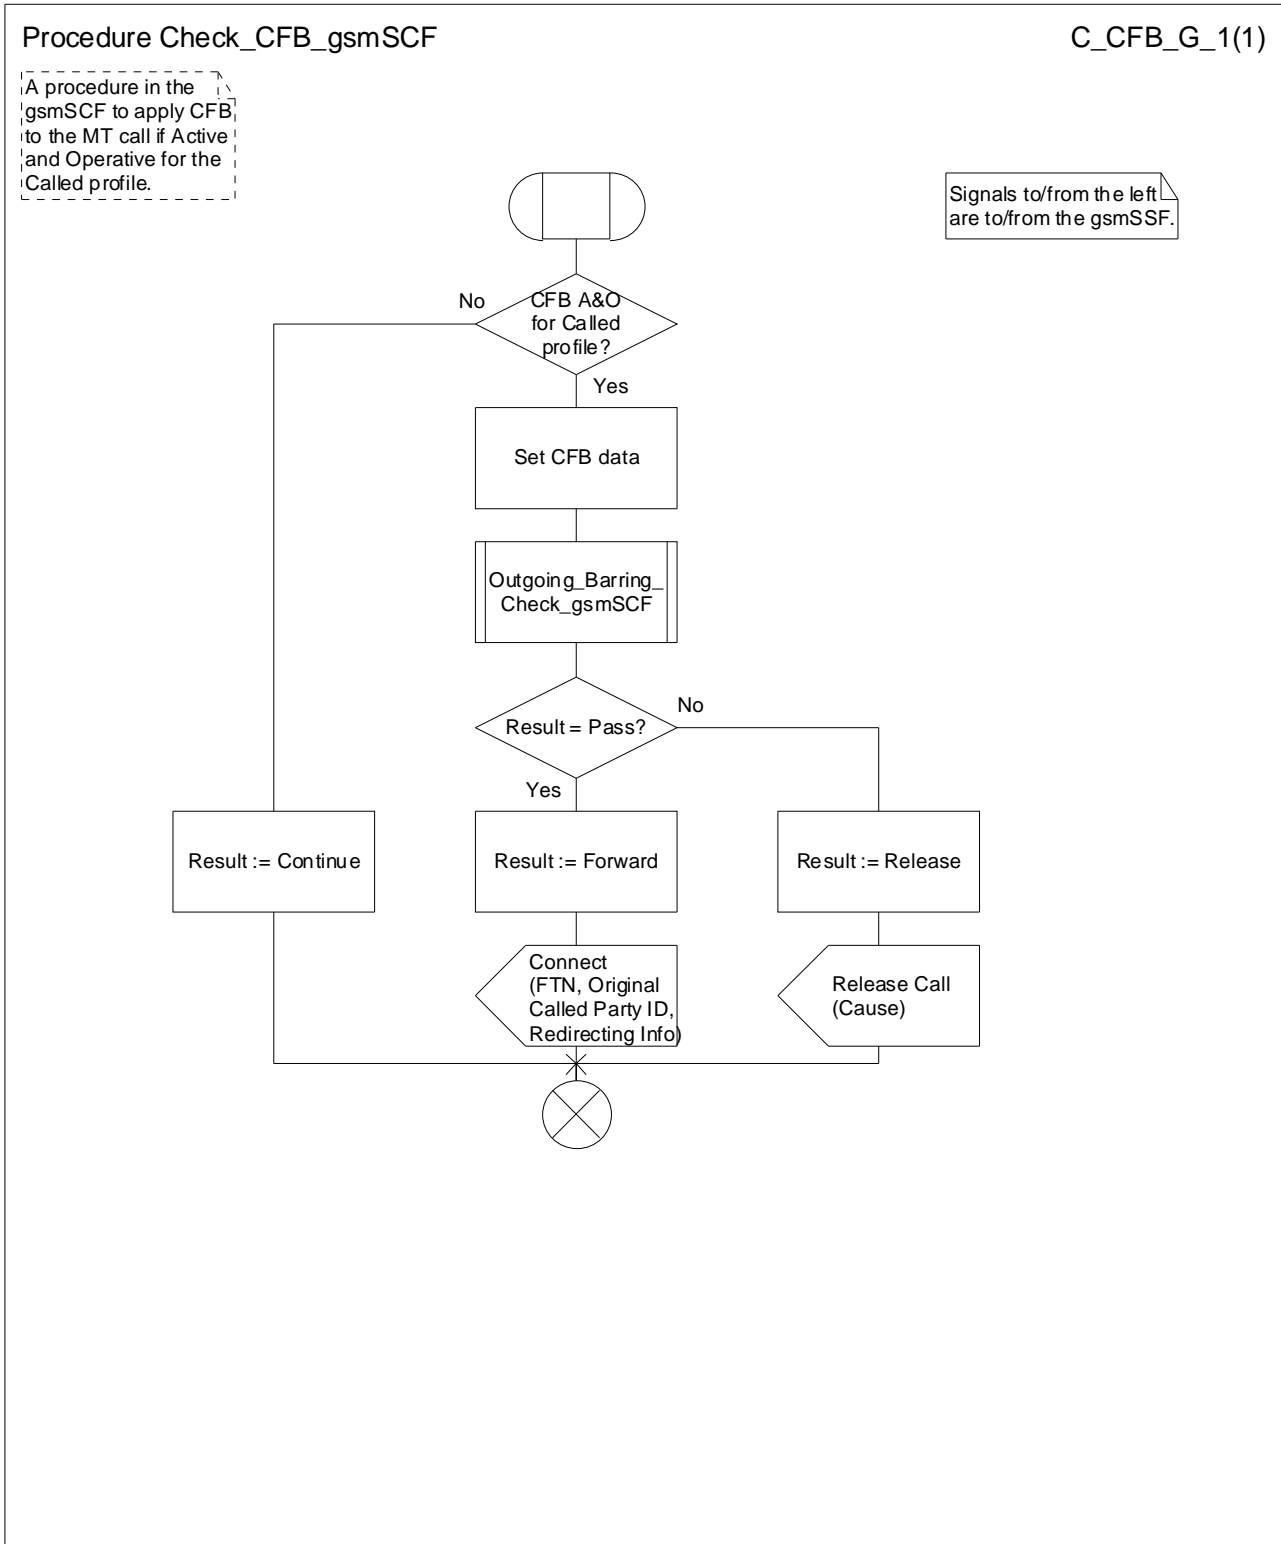 Procedure Check_CFB_gsmSCF
C_CFB_G_1(1)
A procedure in the
gsmSCF to apply CFB
to the MT call if Active
and Operative for the
Called profile.
Signals to/from the left
are to/from the gsmSSF.
No
CFB A&O
for Called
profile?
Yes
Set CFB data
Outgoing_Barring_
Check_gsmSCF
No
Result = Pass?
Yes
Result := Continue
Result := Forward
Result := Release
Connect
(FTN, Original
Called Party ID,
Redirecting Info)
Release Call
(Cause)